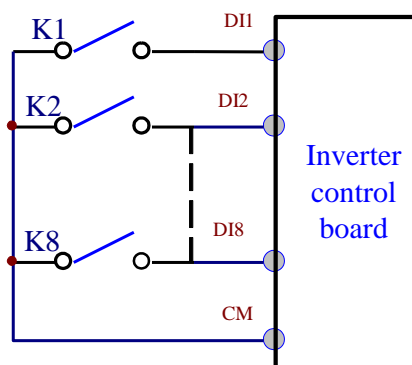 K1
DI1
K2
DI2
Inverter
control
board
K8
DI8
CM